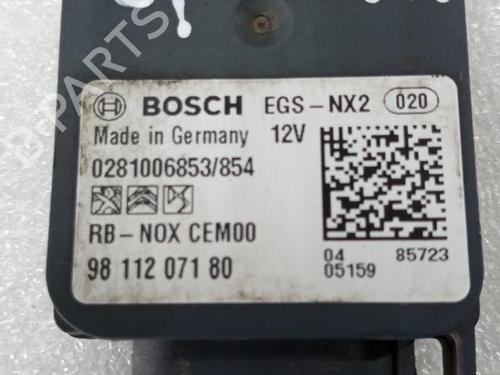 BOSCH EGS-NX2 020
Made in Germany 12V
0281006853/854
RB-NOX CEM00
98 112 071 80
04 85723
05159
B-PARTS